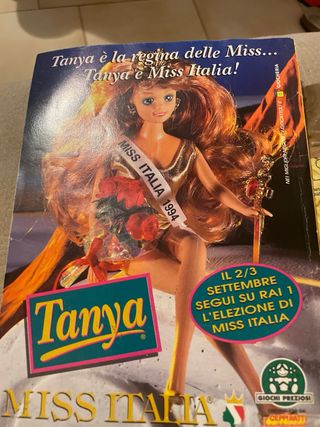 Tanya è la regina delle Miss...
Tanya è Miss Italia!
MISS ITALIA 1994
IL 2/3
SETTEMBRE
SEGUI SU RAI 1
L'ELEZIONE DI
MISS ITALIA
Tanya®
MISS ITALIA
GIOCHI PREZIOSI